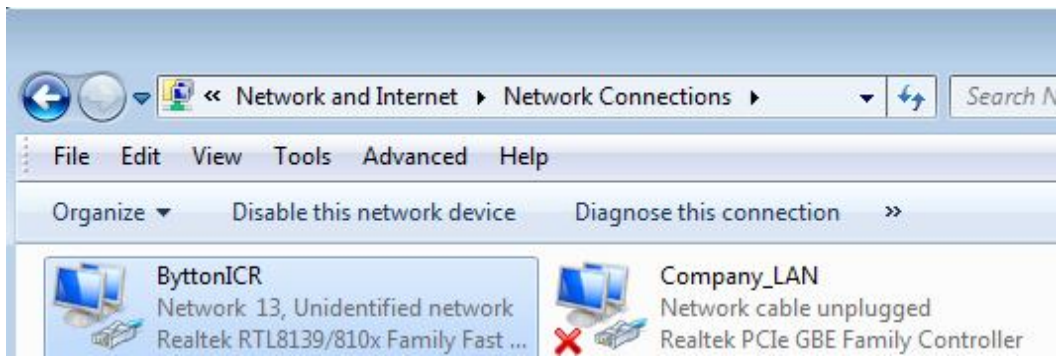 « Network and Internet ▸ Network Connections ▸ Search N
File Edit View Tools Advanced Help
Organize ▾ Disable this network device Diagnose this connection »
ByttonICR
Network 13, Unidentified network
Realtek RTL8139/810x Family Fast ...
Company_LAN
Network cable unplugged
Realtek PCIe GBE Family Controller